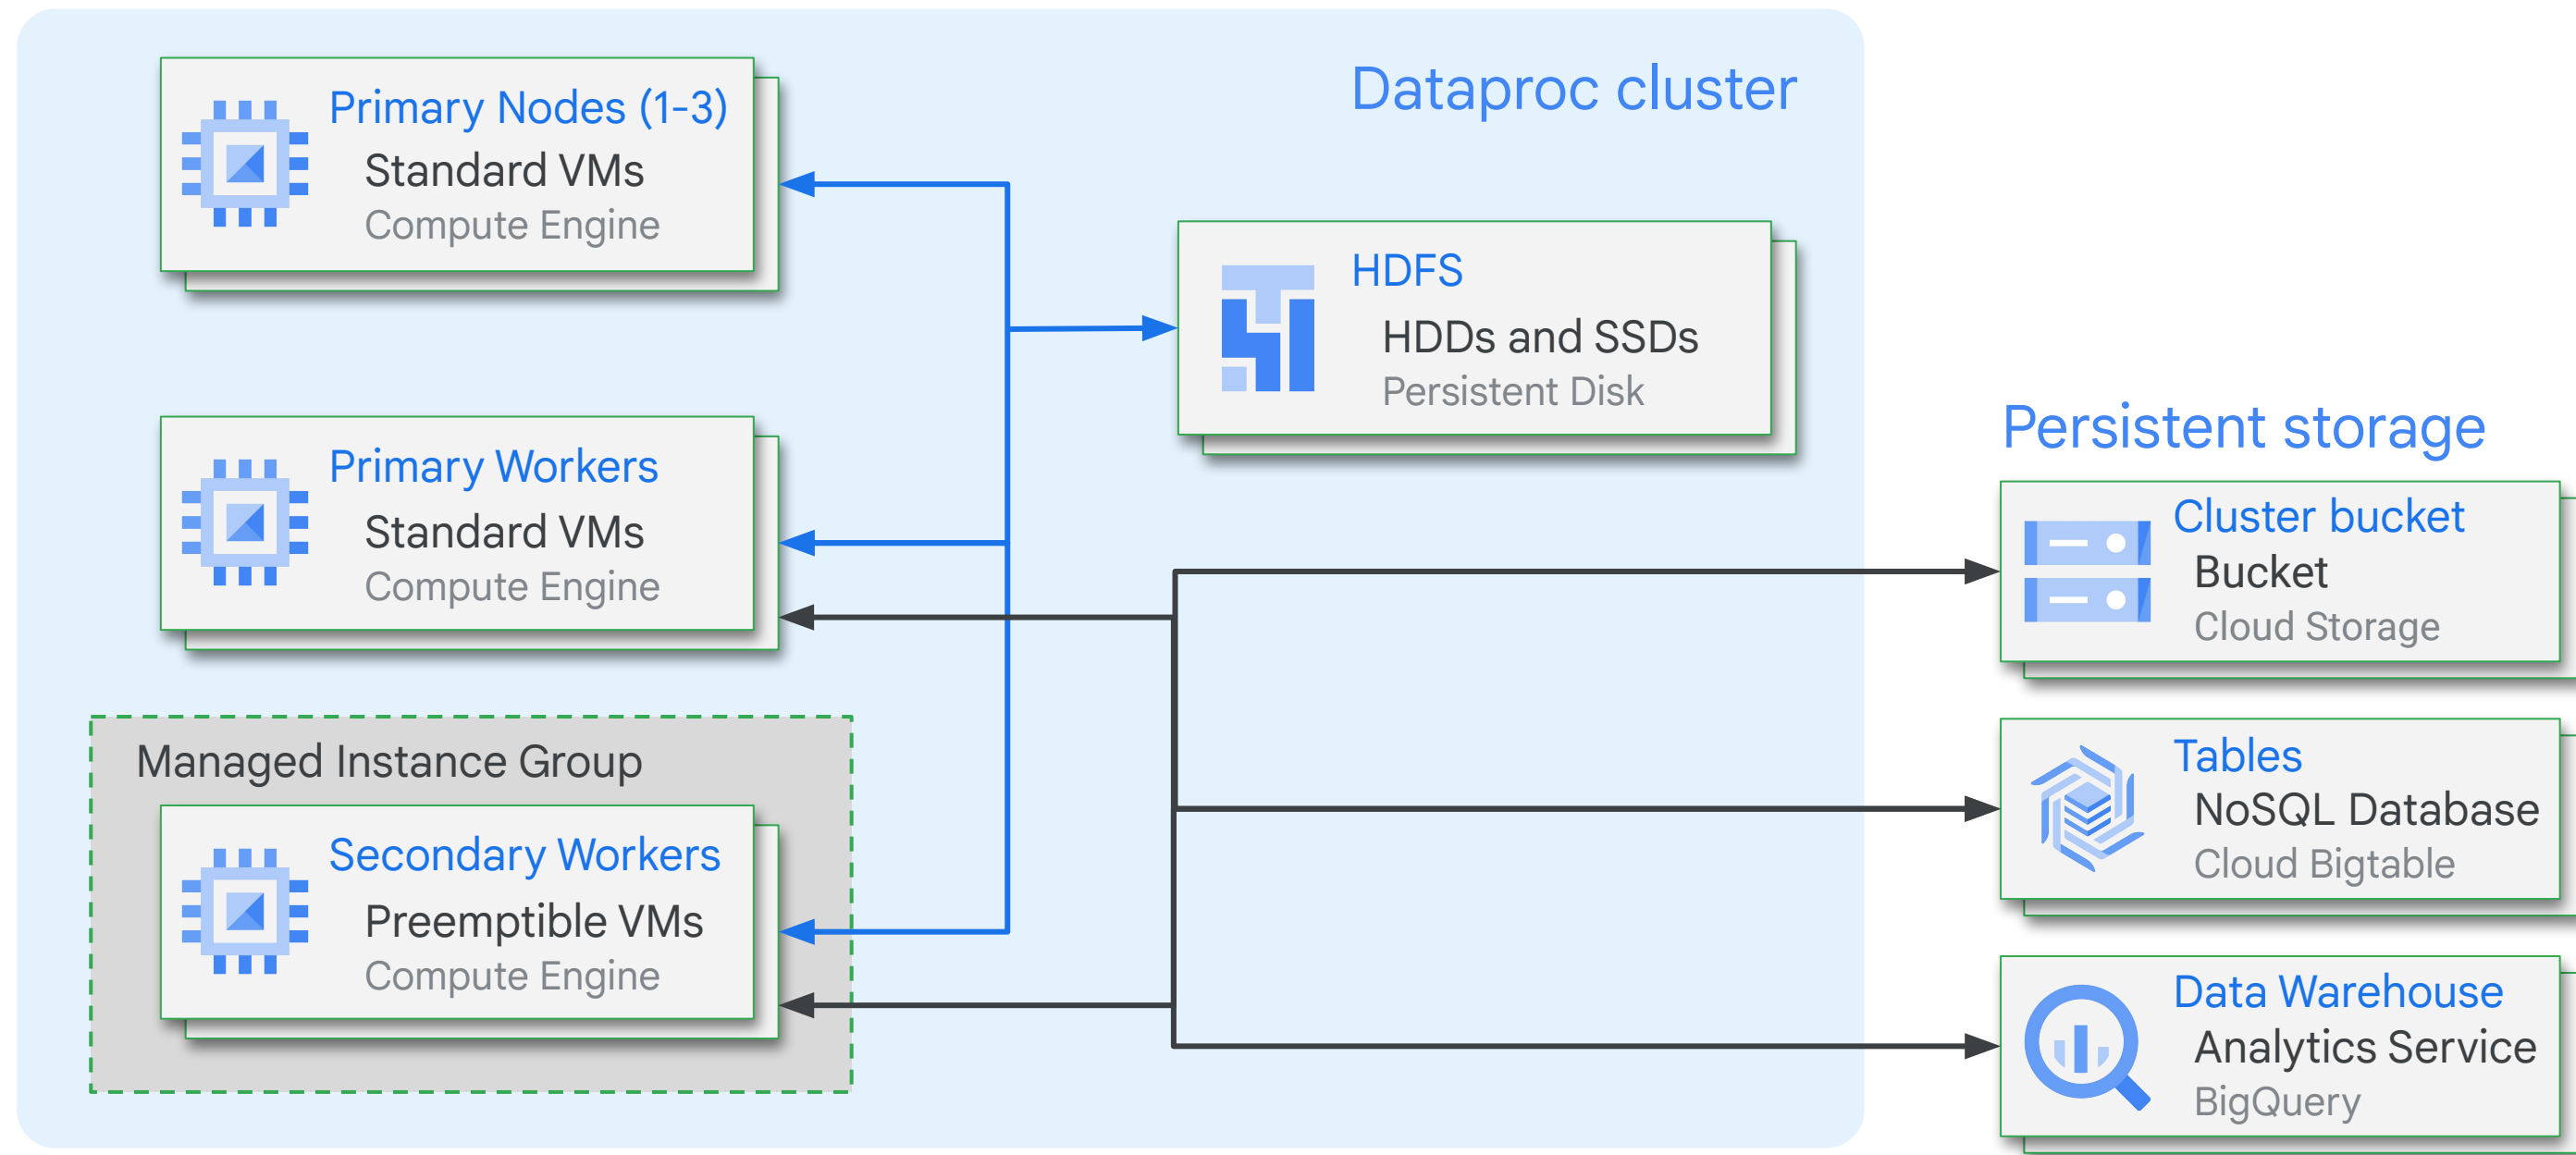 Dataproc cluster
Primary Nodes (1-3)
Standard VMs
Compute Engine
HDFS
HDDs and SSDs
Persistent Disk
Primary Workers
Standard VMs
Compute Engine
Managed Instance Group
Secondary Workers
Preemptible VMs
Compute Engine
Persistent storage
Cluster bucket
Bucket
Cloud Storage
Tables
NoSQL Database
Cloud Bigtable
Data Warehouse
Analytics Service
BigQuery